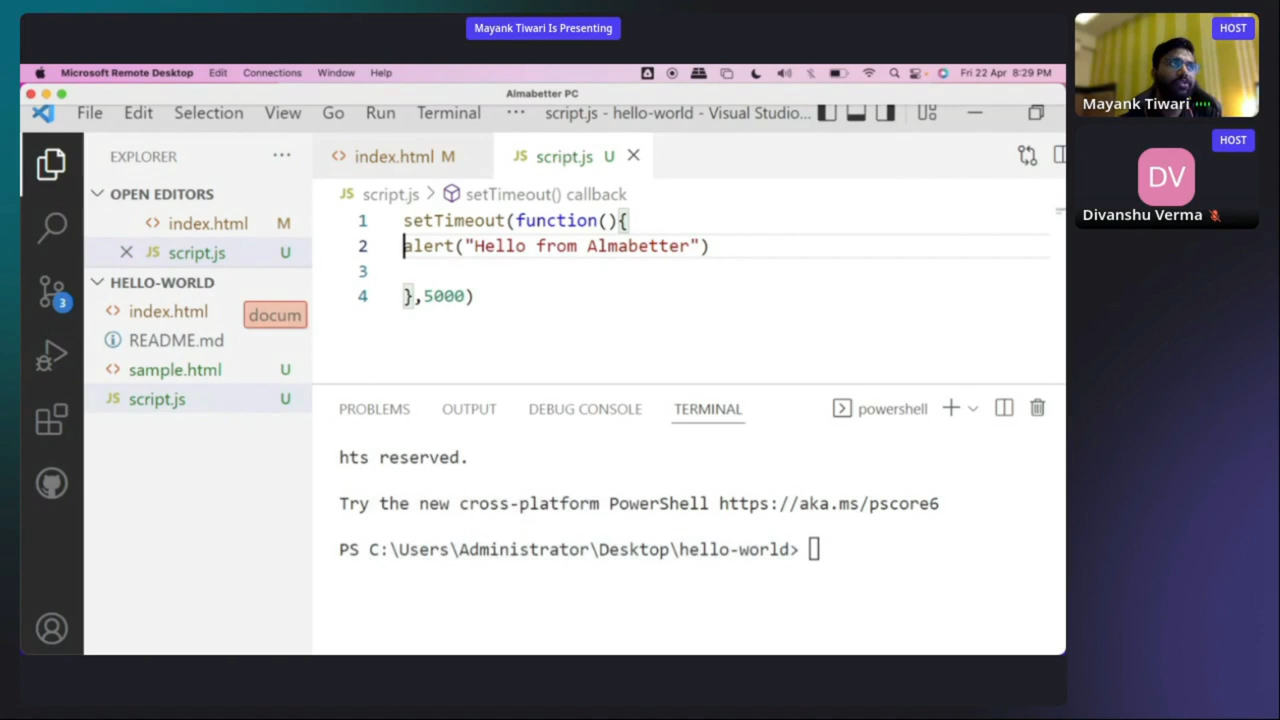 Mayank Tiwari Is Presenting
HOST
Mayank Tiwari
HOST
DV
Divanshu Verma
Microsoft Remote Desktop Edit Connections Window Help
Fri 22 Apr 8:29 PM
Almabetter PC
File Edit Selection View Go Run Terminal ··· script.js - hello-world - Visual Studio...
EXPLORER ···
OPEN EDITORS
<> index.html M
JS script.js U
HELLO-WORLD
<> index.html
docum
README.md
<> sample.html U
JS script.js U
3
<> index.html M
JS script.js U
JS script.js > setTimeout() callback
1 setTimeout(function(){
2 alert("Hello from Almabetter")
3
4 },5000)
PROBLEMS OUTPUT DEBUG CONSOLE TERMINAL powershell
hts reserved.
Try the new cross-platform PowerShell https://aka.ms/pscore6
PS C:\Users\Administrator\Desktop\hello-world>